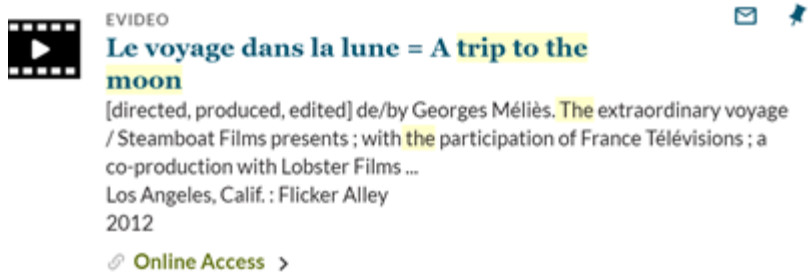 EVIDEO
Le voyage dans la lune = A trip to the
moon
[directed, produced, edited] de/by Georges Méliès. The extraordinary voyage
/ Steamboat Films presents ; with the participation of France Télévisions ; a
co-production with Lobster Films ...
Los Angeles, Calif. : Flicker Alley
2012
Online Access